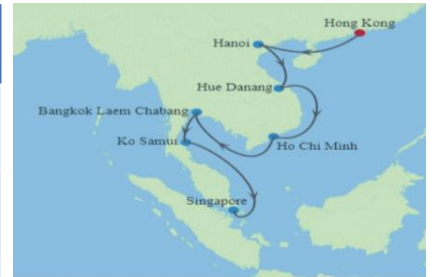 Hong Kong
Hanoi
Hue Danang
Bangkok Laem Chabang
Ko Samui
Ho Chi Minh
Singapore